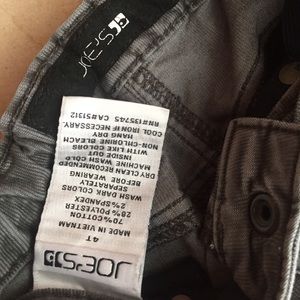 JOE'S
JOE'S
4T
MADE IN VIETNAM
70% COTTON
28% POLYESTER
2% SPANDEX
WASH DARK COLORS
SEPARATELY
BEFORE WEARING
DRY CLEAN RECOMMENDED
MACHINE WASH COLD
INSIDE OUT
WITH LIKE COLORS
NON-CHLORINE BLEACH
HANG DRY
COOL IRON IF NECESSARY.
RN#135745 CA#51312